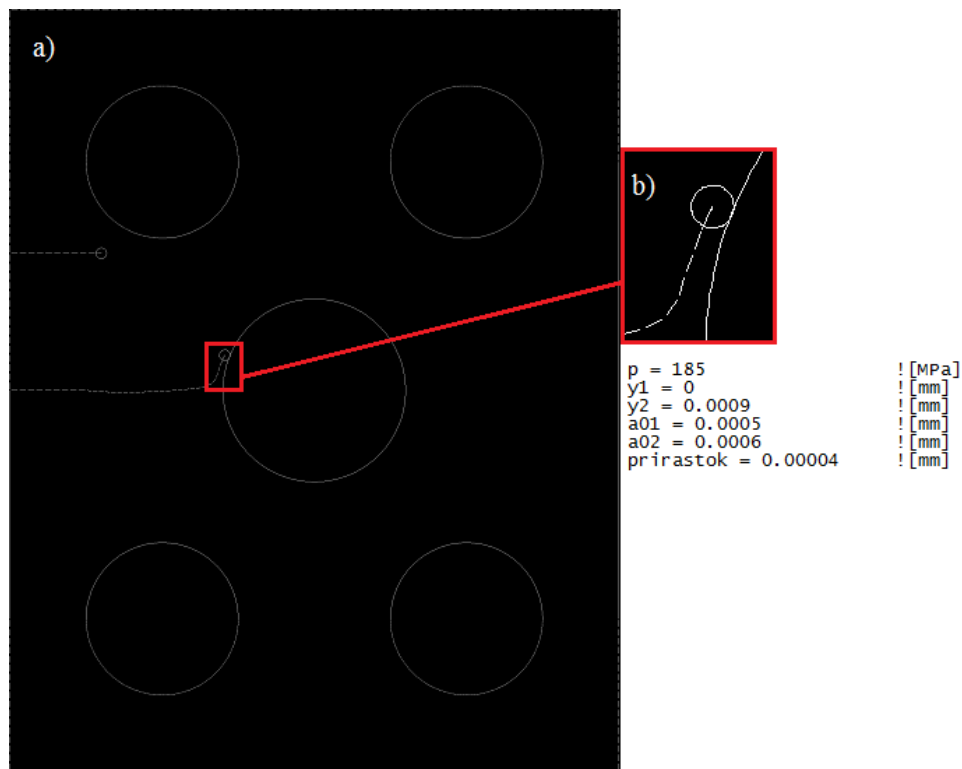 a)
b)
p = 185 ![MPa]
y1 = 0 ![mm]
y2 = 0.0009 ![mm]
a01 = 0.0005 ![mm]
a02 = 0.0006 ![mm]
prirastok = 0.00004 ![mm]